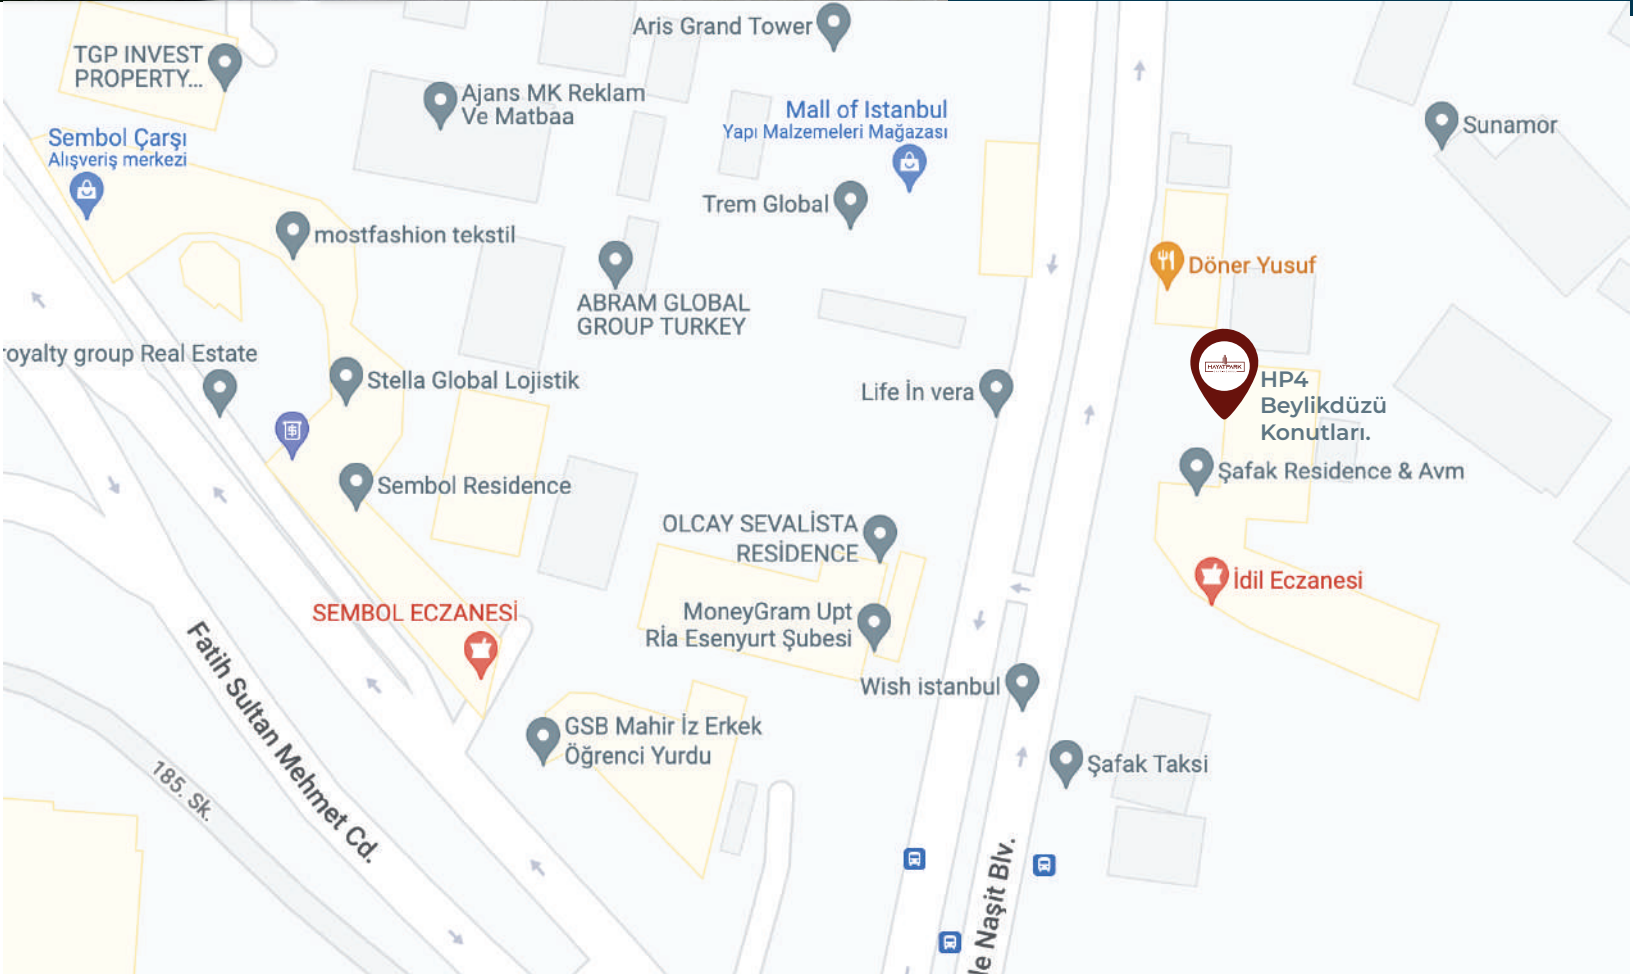 Aris Grand Tower
TGP INVEST
PROPERTY...
Ajans MK Reklam
Ve Matbaa
Mall of Istanbul
Yapı Malzemeleri Mağazası
Sunamor
Sembol Çarşı
Alışveriş merkezi
Trem Global
mostfashion tekstil
Döner Yusuf
ABRAM GLOBAL
GROUP TURKEY
royalty group Real Estate
HAYATPARK
Stella Global Lojistik
Life İn vera
HP4
Beylikdüzü
Konutları.
Şafak Residence & Avm
Sembol Residence
OLCAY SEVALİSTA
RESİDENCE
İdil Eczanesi
SEMBOL ECZANESİ
MoneyGram Upt
Rİa Esenyurt Şubesi
Wish istanbul
GSB Mahir İz Erkek
Öğrenci Yurdu
Şafak Taksi
Fatih Sultan Mehmet Cd.
185. Sk.
le Naşit Blv.